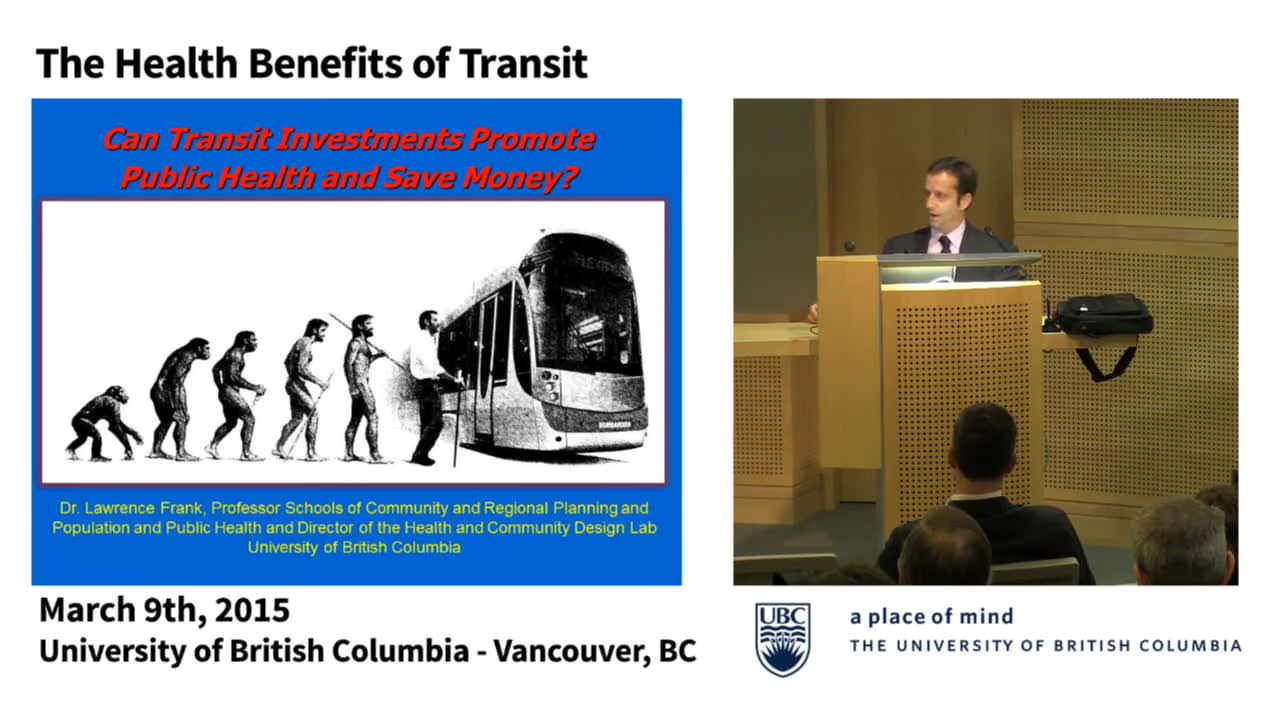 The Health Benefits of Transit
Can Transit Investments Promote
Public Health and Save Money?
BOMBARDIER
Dr. Lawrence Frank, Professor Schools of Community and Regional Planning and
Population and Public Health and Director of the Health and Community Design Lab
University of British Columbia
March 9th, 2015
University of British Columbia - Vancouver, BC
UBC
a place of mind
THE UNIVERSITY OF BRITISH COLUMBIA